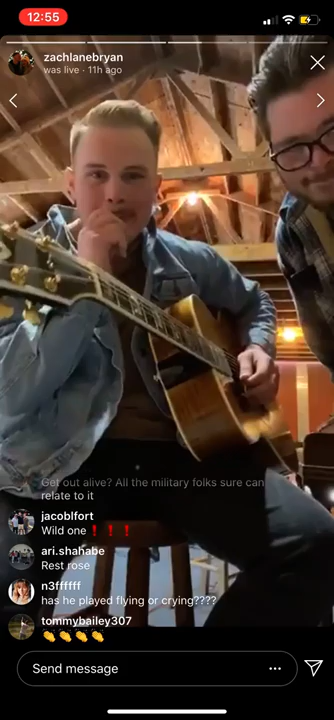 12:55
zachlanebryan
was live · 11h ago
Get out alive? All the military folks sure can
relate to it
jacoblfort
Wild one❗❗❗
ari.shahabe
Rest rose
n3ffffff
has he played flying or crying????
tommybailey307
👏👏👏👏
Send message